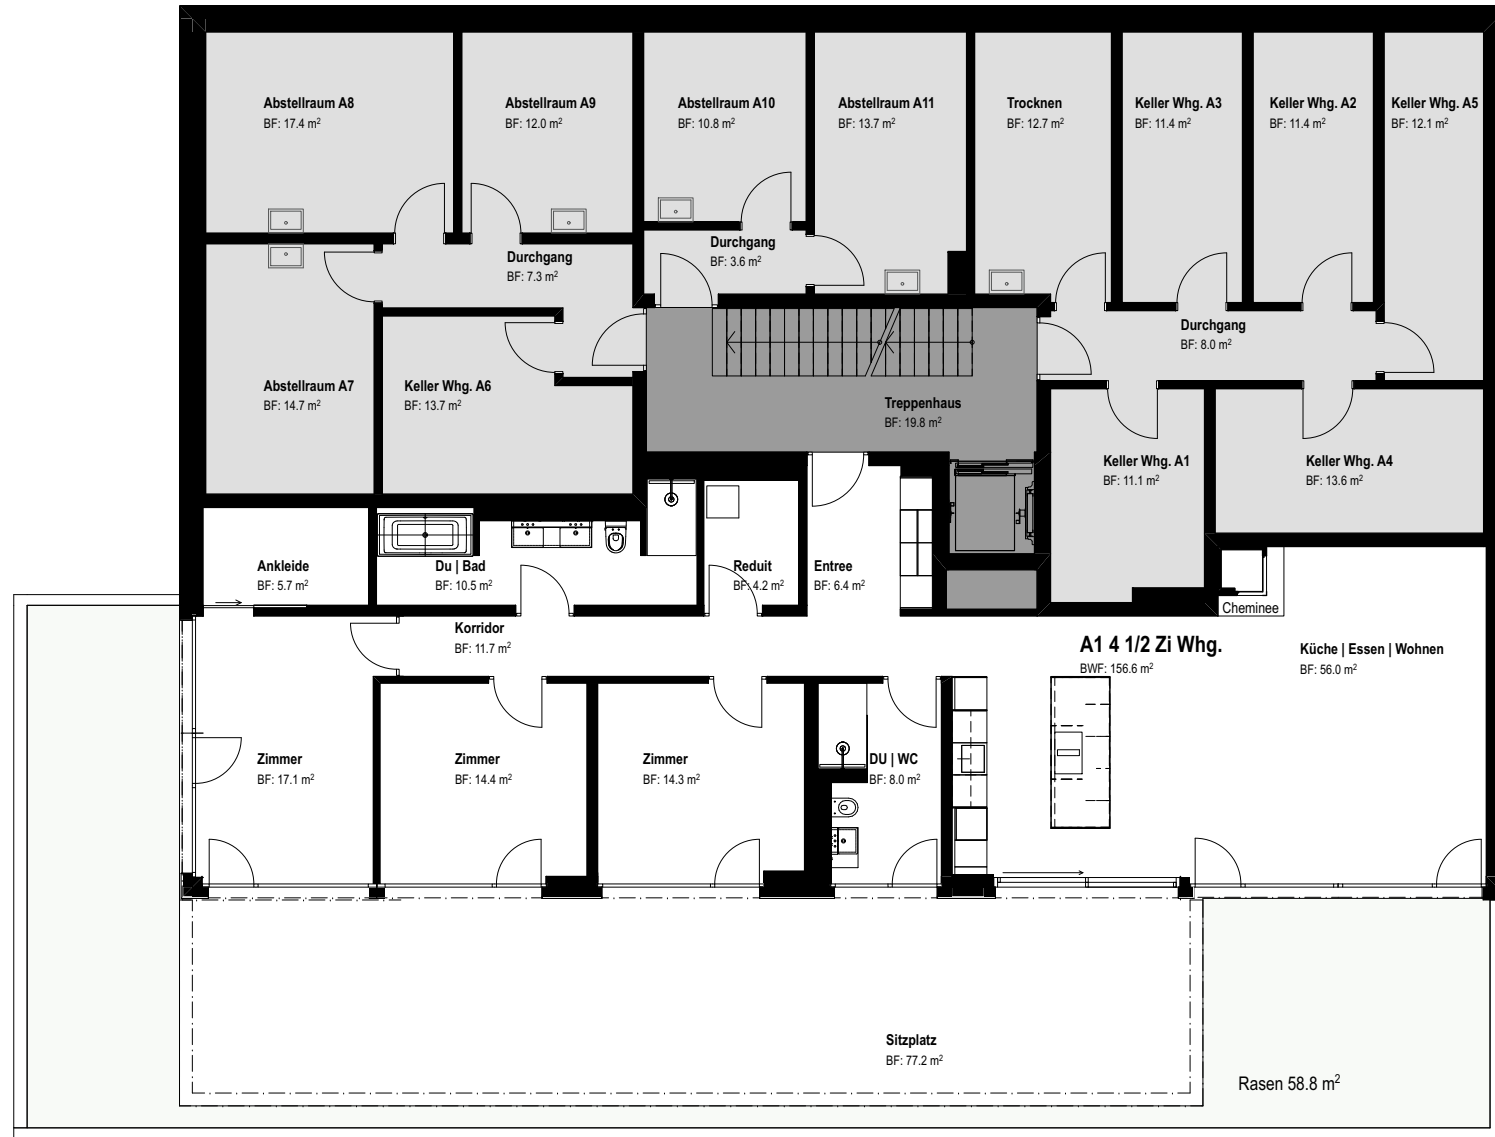 Abstellraum A8
BF: 17.4 m²
Abstellraum A9
BF: 12.0 m²
Abstellraum A10
BF: 10.8 m²
Abstellraum A11
BF: 13.7 m²
Trocknen
BF: 12.7 m²
Keller Whg. A3
BF: 11.4 m²
Keller Whg. A2
BF: 11.4 m²
Keller Whg. A5
BF: 12.1 m²
Durchgang
BF: 7.3 m²
Durchgang
BF: 3.6 m²
Durchgang
BF: 8.0 m²
Abstellraum A7
BF: 14.7 m²
Keller Whg. A6
BF: 13.7 m²
Treppenhaus
BF: 19.8 m²
Keller Whg. A1
BF: 11.1 m²
Keller Whg. A4
BF: 13.6 m²
Ankleide
BF: 5.7 m²
Du | Bad
BF: 10.5 m²
Reduit
BF: 4.2 m²
Entree
BF: 6.4 m²
Cheminee
Korridor
BF: 11.7 m²
A1 4 1/2 Zi Whg.
BWF: 156.6 m²
Küche | Essen | Wohnen
BF: 56.0 m²
Zimmer
BF: 17.1 m²
Zimmer
BF: 14.4 m²
Zimmer
BF: 14.3 m²
DU | WC
BF: 8.0 m²
Sitzplatz
BF: 77.2 m²
Rasen 58.8 m²